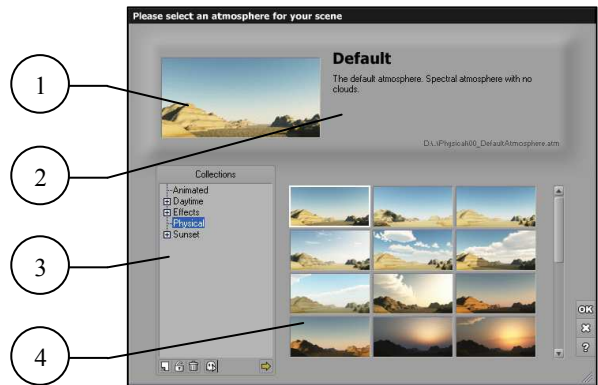 Please select an atmosphere for your scene
Default
The default atmosphere. Spectral atmosphere with no
clouds.
D:\..\Physical\00_DefaultAtmosphere.atm
1
2
3
4
Collections
Animated
Daytime
Effects
Physical
Sunset
OK
?